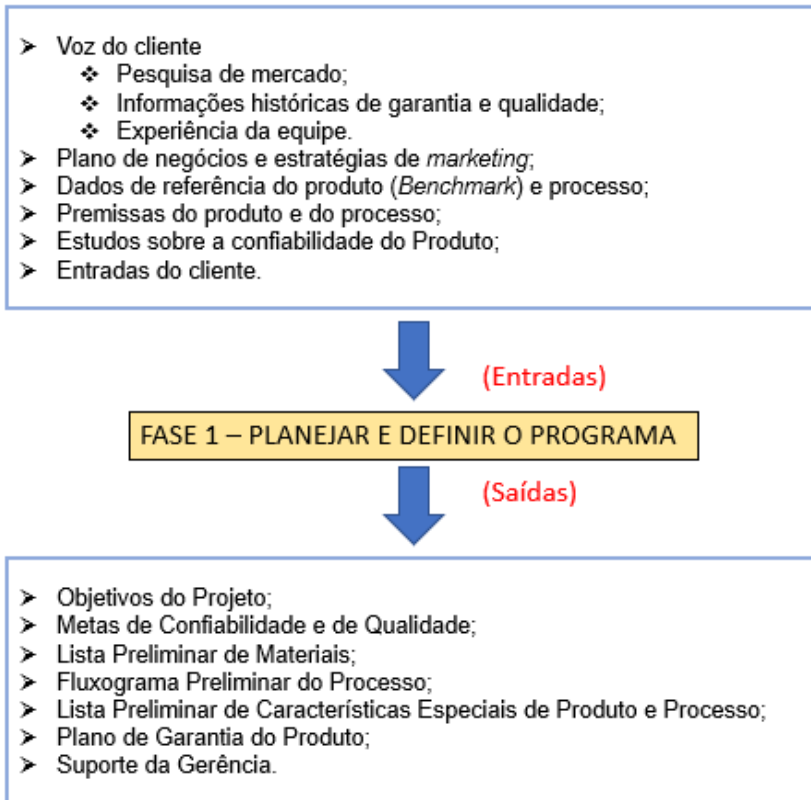 ➤ Voz do cliente
❖ Pesquisa de mercado;
❖ Informações históricas de garantia e qualidade;
❖ Experiência da equipe.
➤ Plano de negócios e estratégias de marketing;
➤ Dados de referência do produto (Benchmark) e processo;
➤ Premissas do produto e do processo;
➤ Estudos sobre a confiabilidade do Produto;
➤ Entradas do cliente.
(Entradas)
FASE 1 – PLANEJAR E DEFINIR O PROGRAMA
(Saídas)
➤ Objetivos do Projeto;
➤ Metas de Confiabilidade e de Qualidade;
➤ Lista Preliminar de Materiais;
➤ Fluxograma Preliminar do Processo;
➤ Lista Preliminar de Características Especiais de Produto e Processo;
➤ Plano de Garantia do Produto;
➤ Suporte da Gerência.